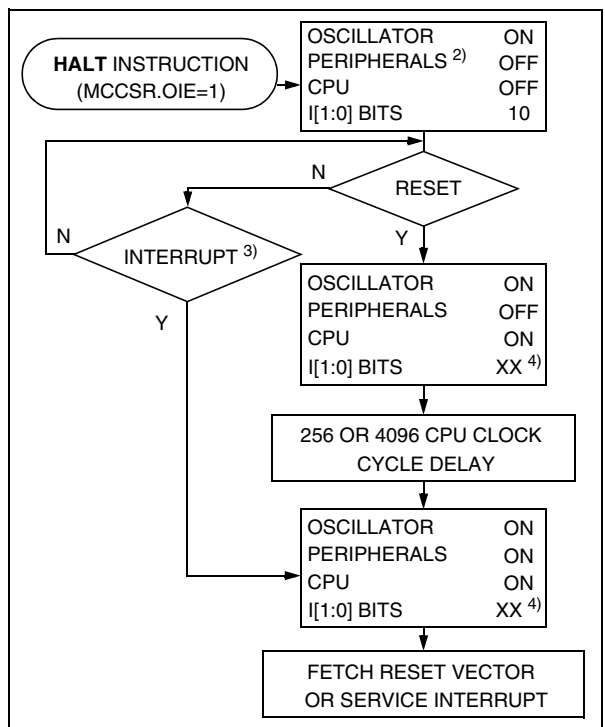 HALT INSTRUCTION
(MCCSR.OIE=1)
OSCILLATOR ON
PERIPHERALS 2) OFF
CPU OFF
I[1:0] BITS 10
N
RESET
N
INTERRUPT 3)
Y
Y
OSCILLATOR ON
PERIPHERALS OFF
CPU ON
I[1:0] BITS XX 4)
256 OR 4096 CPU CLOCK
CYCLE DELAY
OSCILLATOR ON
PERIPHERALS ON
CPU ON
I[1:0] BITS XX 4)
FETCH RESET VECTOR
OR SERVICE INTERRUPT